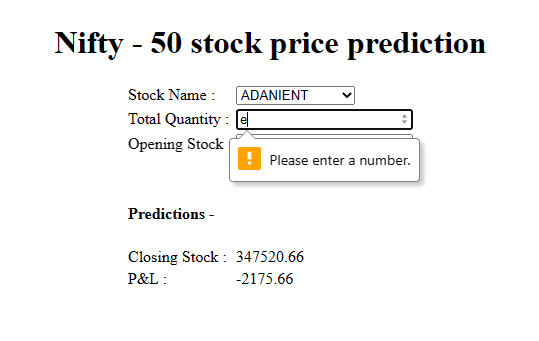 Nifty - 50 stock price prediction
Stock Name : ADANIENT
Total Quantity : e
Opening Stock
Please enter a number.
Predictions -
Closing Stock : 347520.66
P&L : -2175.66